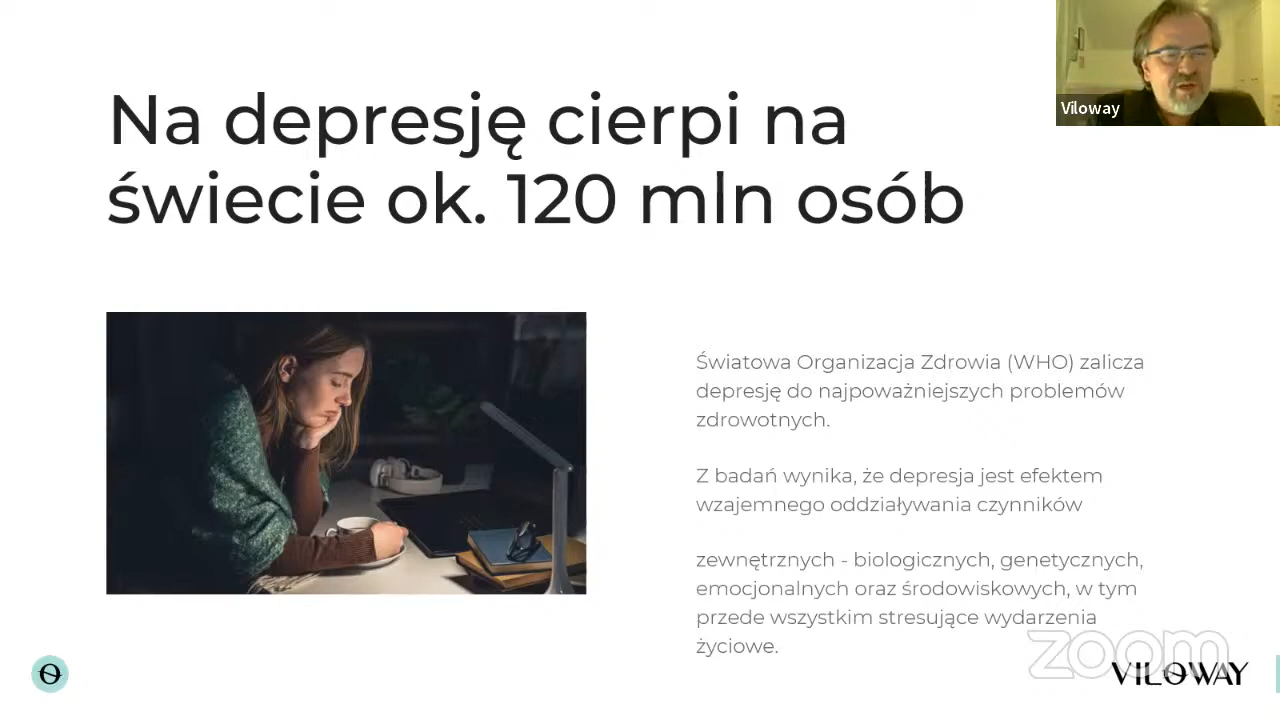 Viloway
Na depresję cierpi na
świecie ok. 120 mln osób
Światowa Organizacja Zdrowia (WHO) zalicza
depresję do najpoważniejszych problemów
zdrowotnych.
Z badań wynika, że depresja jest efektem
wzajemnego oddziaływania czynników
zewnętrznych - biologicznych, genetycznych,
emocjonalnych oraz środowiskowych, w tym
przede wszystkim stresujące wydarzenia
życiowe.
zoom
VILOWAY